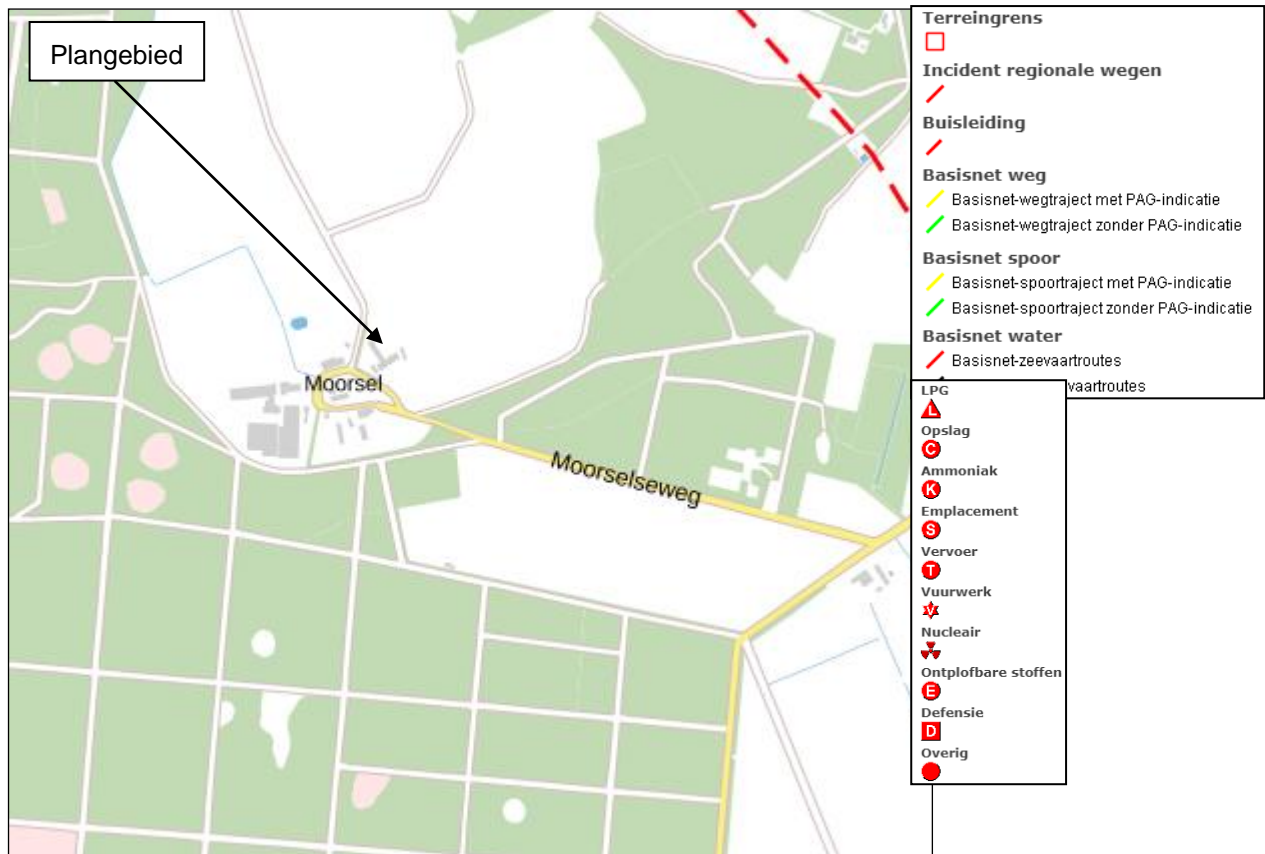 Plangebied
Moorsel
Moorselseweg
Terreingrens
Incident regionale wegen
Buisleiding
Basisnet weg
Basisnet-wegtraject met PAG-indicatie
Basisnet-wegtraject zonder PAG-indicatie
Basisnet spoor
Basisnet-spoortraject met PAG-indicatie
Basisnet-spoortraject zonder PAG-indicatie
Basisnet water
Basisnet-zeevaartroutes
vaartroutes
LPG
L
Opslag
C
Ammoniak
K
Emplacement
S
Vervoer
T
Vuurwerk
V
Nucleair
Ontplofbare stoffen
E
Defensie
D
Overig